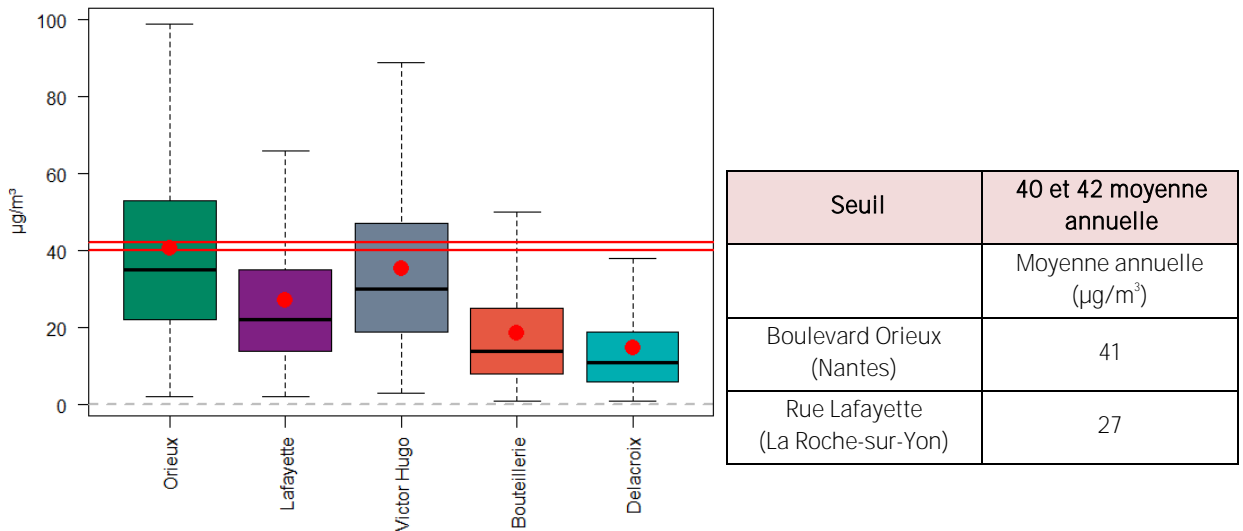 100
80
60
40
20
0
µg/m³
Orieux
Lafayette
Victor Hugo
Bouteillerie
Delacroix
Seuil
40 et 42 moyenne
annuelle
Moyenne annuelle
(µg/m³)
Boulevard Orieux
(Nantes)
41
Rue Lafayette
(La Roche-sur-Yon)
27